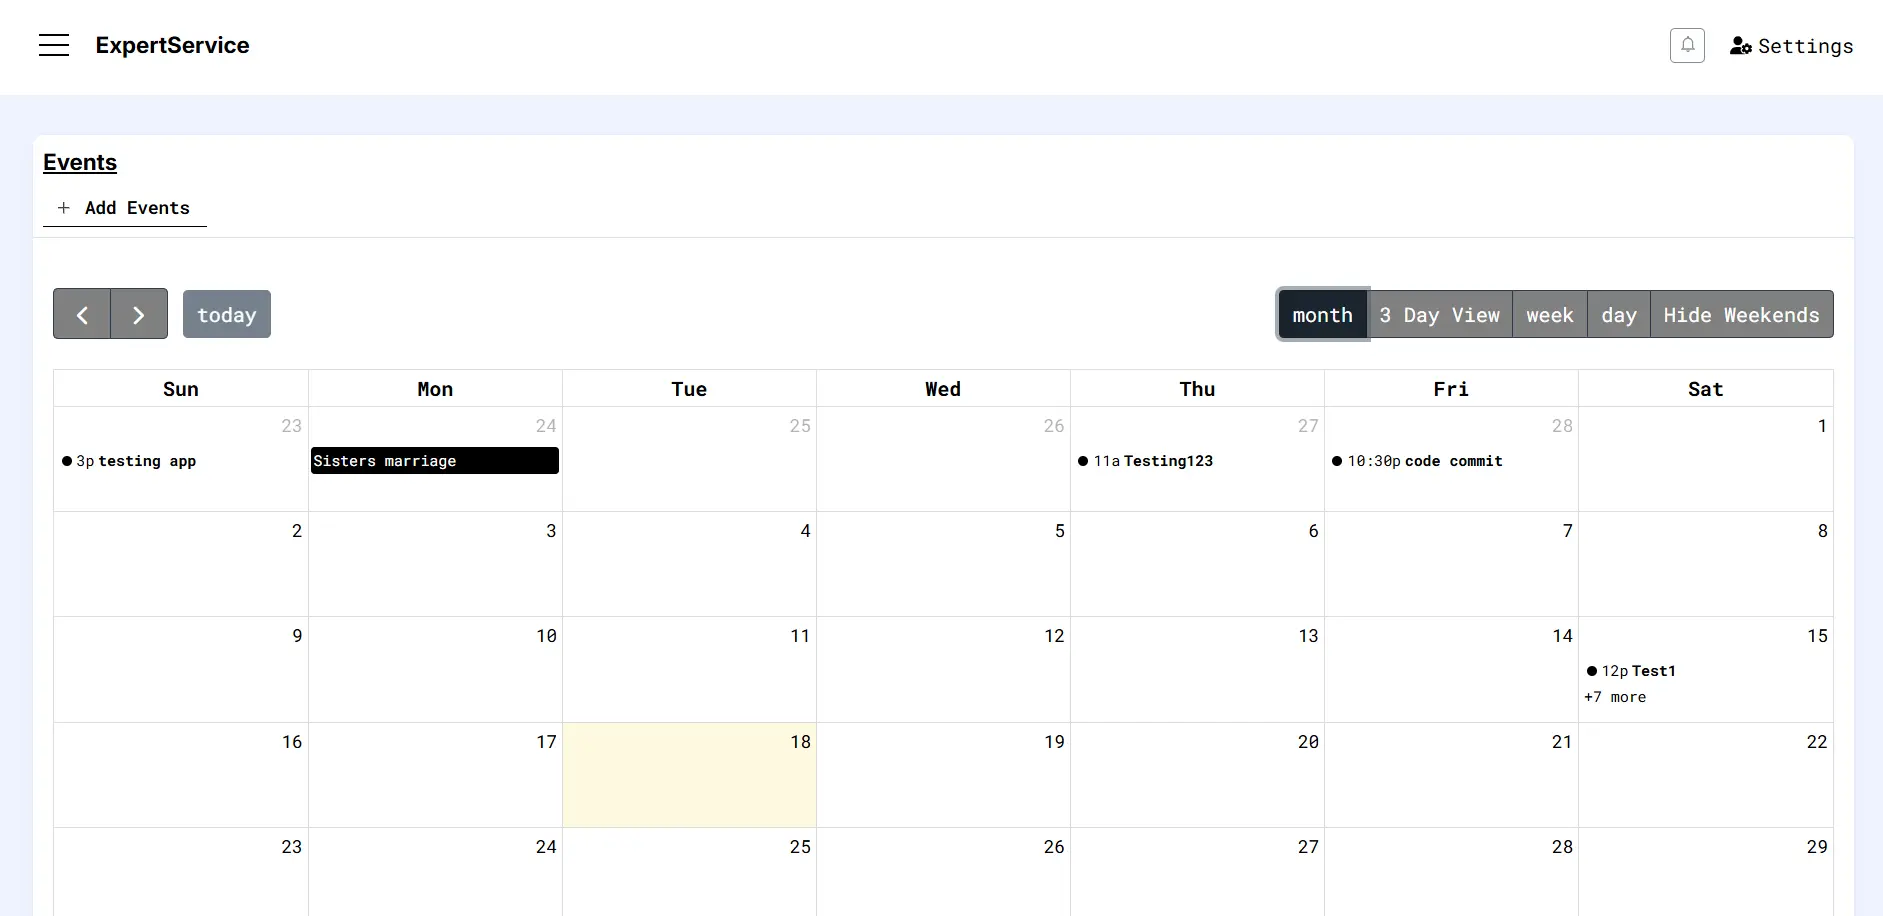 ExpertService
Settings
Events
+ Add Events
today
month 3 Day View week day Hide Weekends
Sun Mon Tue Wed Thu Fri Sat
23 24 25 26 27 28 1
3p testing app Sisters marriage 11a Testing123 10:30p code commit
2 3 4 5 6 7 8
9 10 11 12 13 14 15
12p Test1
+7 more
16 17 18 19 20 21 22
23 24 25 26 27 28 29